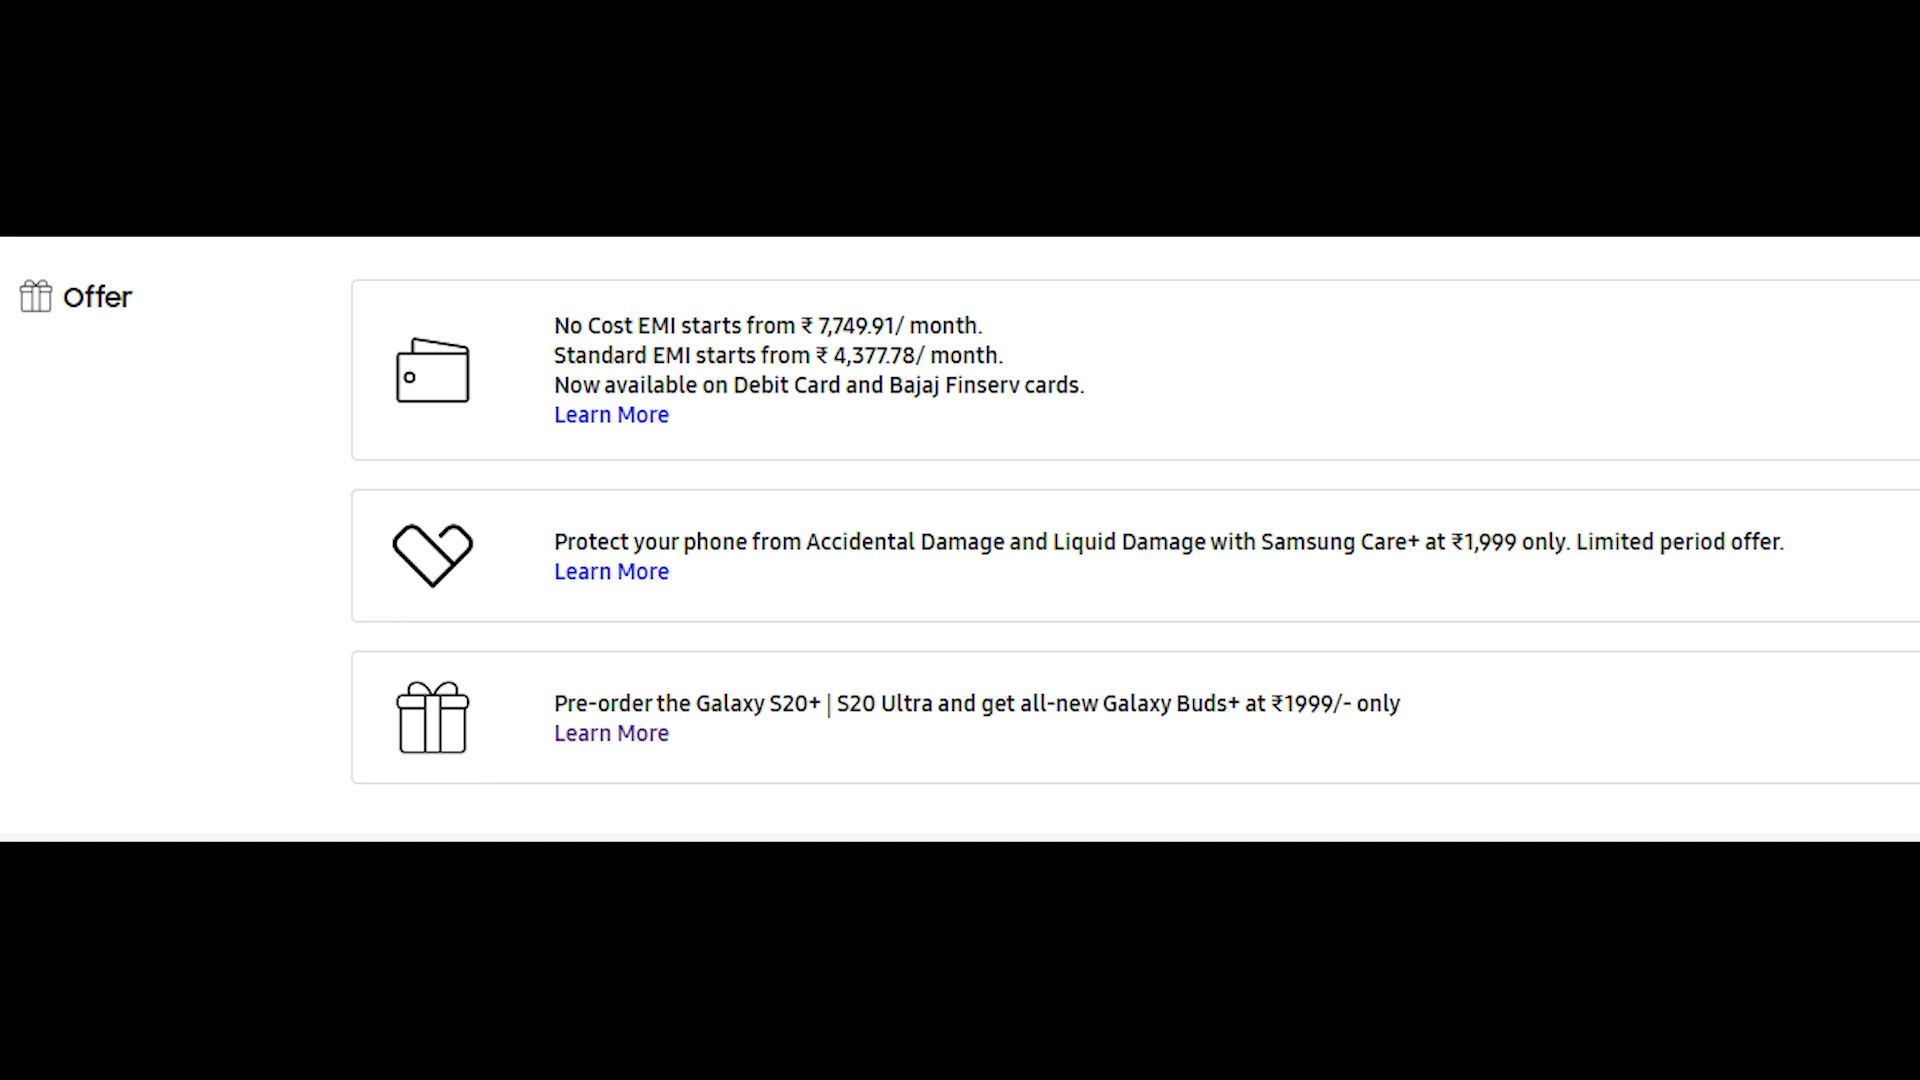 Offer
No Cost EMI starts from ₹ 7,749.91/ month.
Standard EMI starts from ₹ 4,377.78/ month.
Now available on Debit Card and Bajaj Finserv cards.
Learn More
Protect your phone from Accidental Damage and Liquid Damage with Samsung Care+ at ₹1,999 only. Limited period offer.
Learn More
Pre-order the Galaxy S20+ | S20 Ultra and get all-new Galaxy Buds+ at ₹1999/- only
Learn More